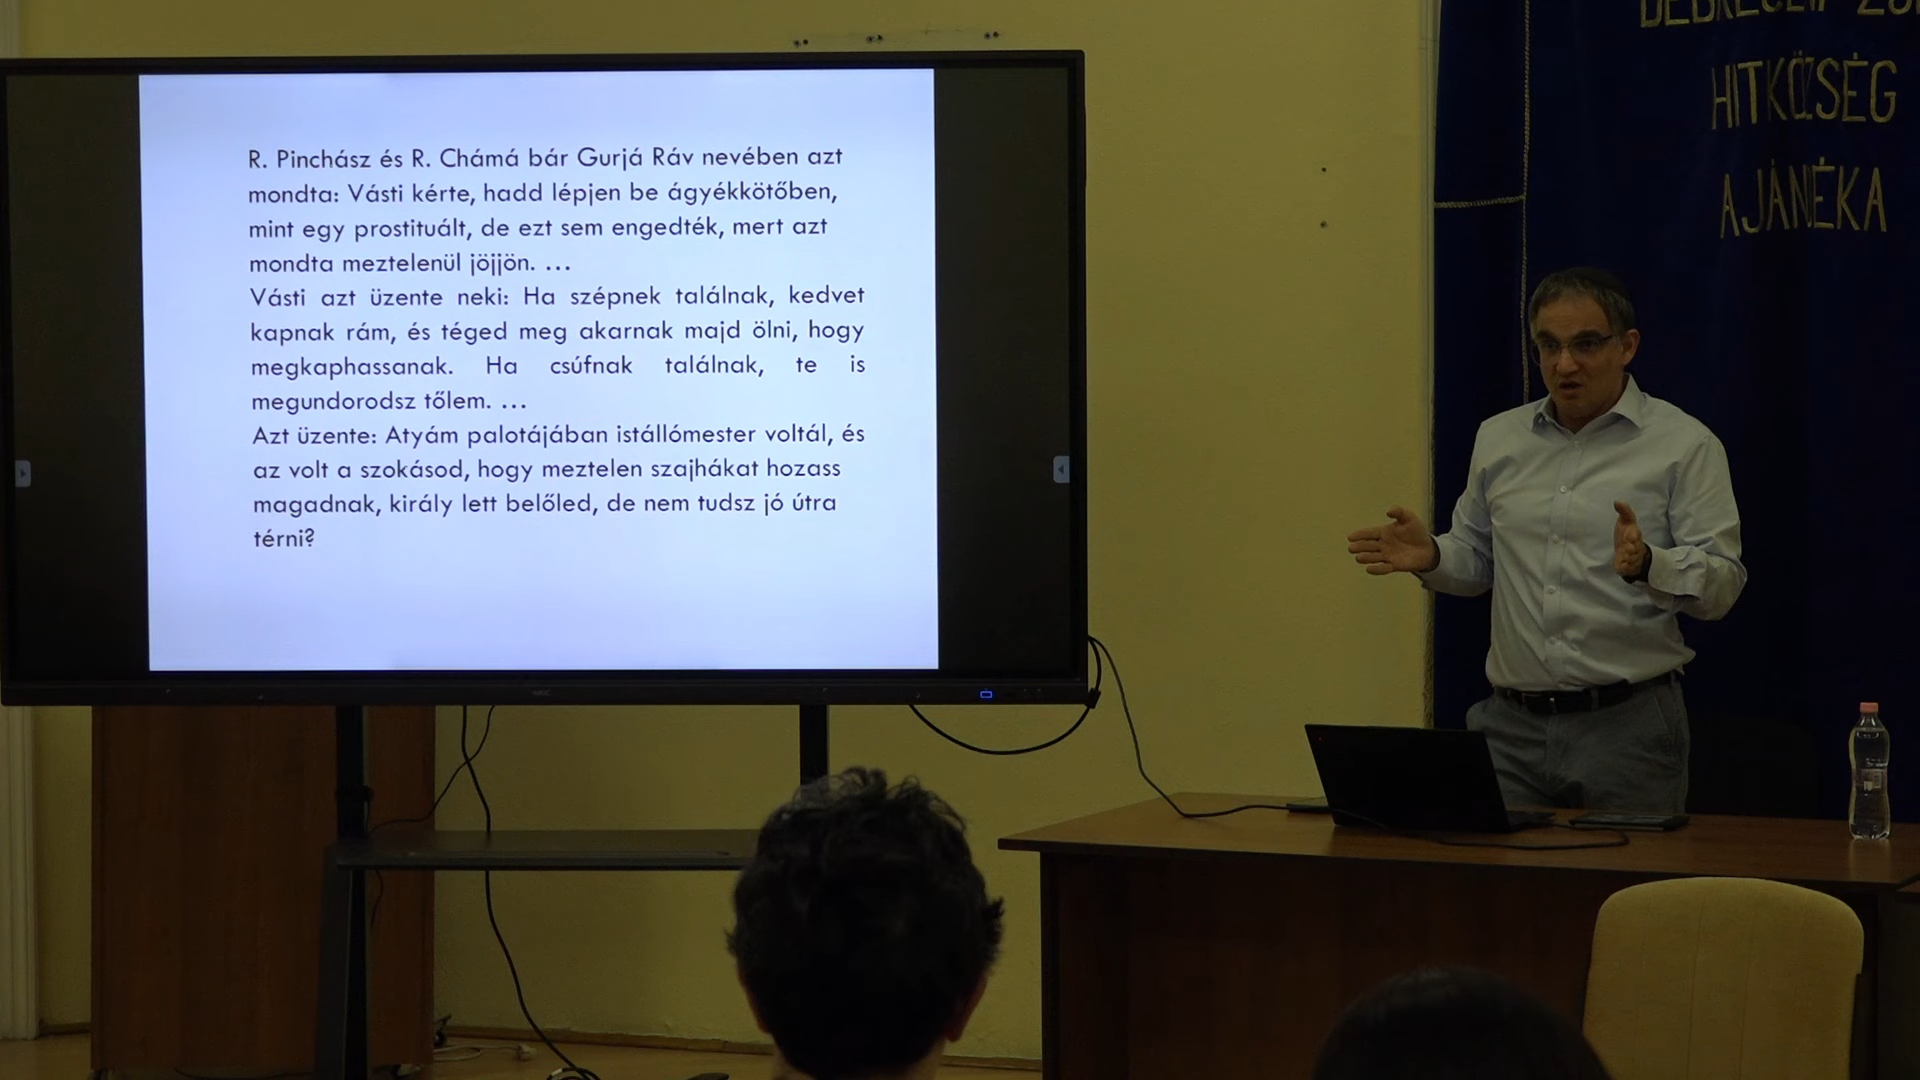 R. Pinchász és R. Chámá bár Gurjá Ráv nevében azt
mondta: Vásti kérte, hadd lépjen be ágyékkötőben,
mint egy prostituált, de ezt sem engedték, mert azt
mondta meztelenül jöjjön. …
Vásti azt üzente neki: Ha szépnek találnak, kedvet
kapnak rám, és téged meg akarnak majd ölni, hogy
megkaphassanak. Ha csúfnak találnak, te is
megundorodsz tőlem. …
Azt üzente: Atyám palotájában istállómester voltál, és
az volt a szokásod, hogy meztelen szajhákat hozass
magadnak, király lett belőled, de nem tudsz jó útra
térni?
HITKÖZSÉG
AJÁNÉKA